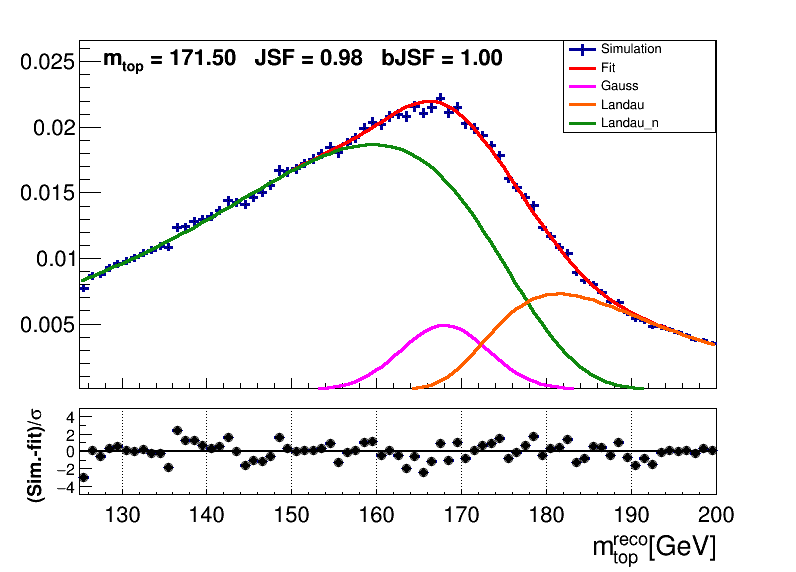 m_top = 171.50 JSF = 0.98 bJSF = 1.00
Simulation
Fit
Gauss
Landau
Landau_n
0.025
0.02
0.015
0.01
0.005
(Sim.-fit)/σ
4
2
0
−2
−4
130 140 150 160 170 180 190 200
m_top^reco[GeV]